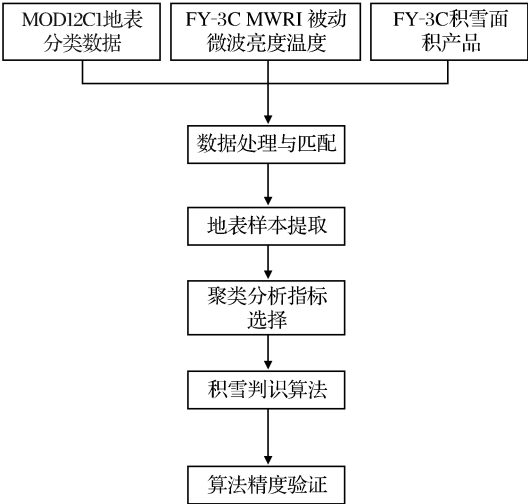 MOD12C1地表
分类数据
FY-3C MWRI 被动
微波亮度温度
FY-3C积雪面
积产品
数据处理与匹配
地表样本提取
聚类分析指标
选择
积雪判识算法
算法精度验证